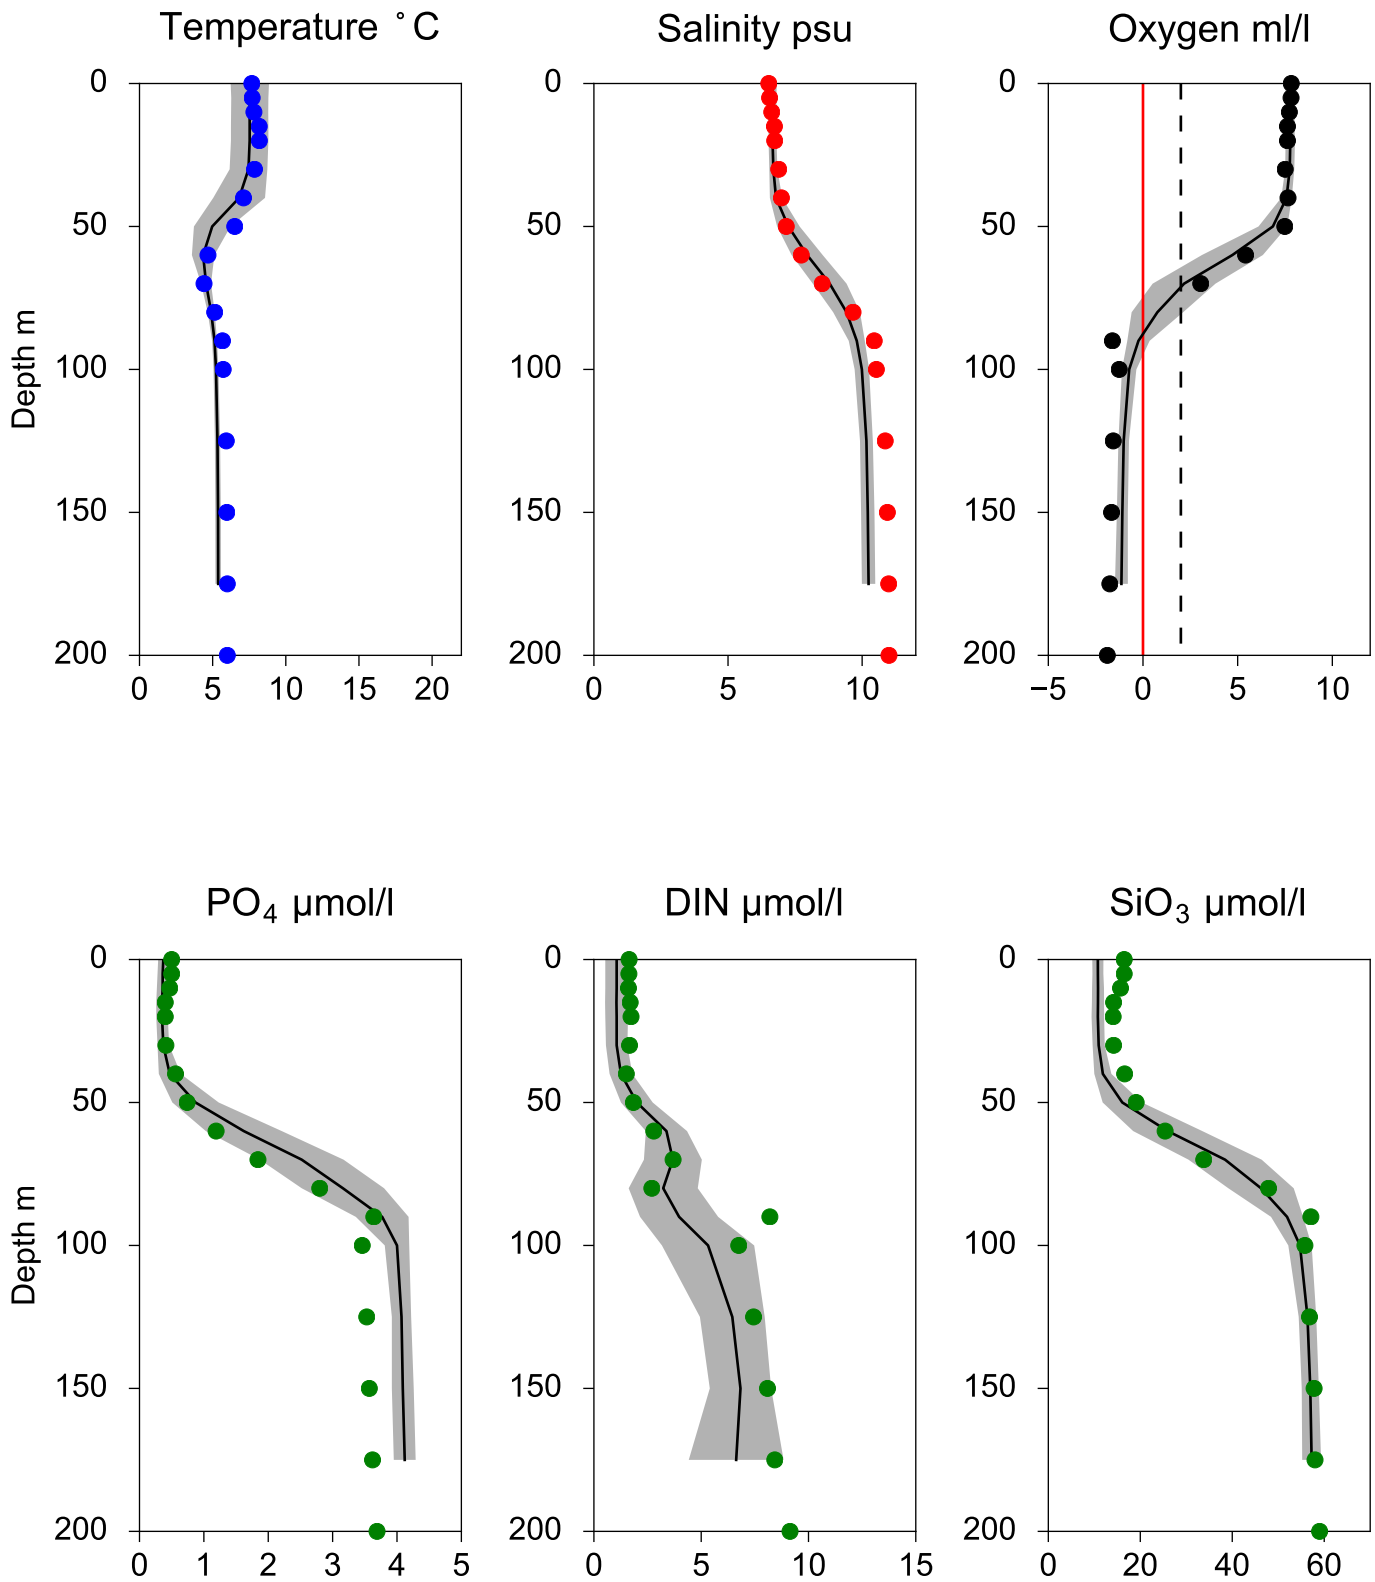 Temperature °C
Salinity psu
Oxygen ml/l
0
50
100
150
200
Depth m
0 5 10 15 20
0
50
100
150
200
0 5 10
0
50
100
150
200
−5 0 5 10
PO₄ µmol/l
DIN µmol/l
SiO₃ µmol/l
0
50
100
150
200
Depth m
0 1 2 3 4 5
0
50
100
150
200
0 5 10 15
0
50
100
150
200
0 20 40 60